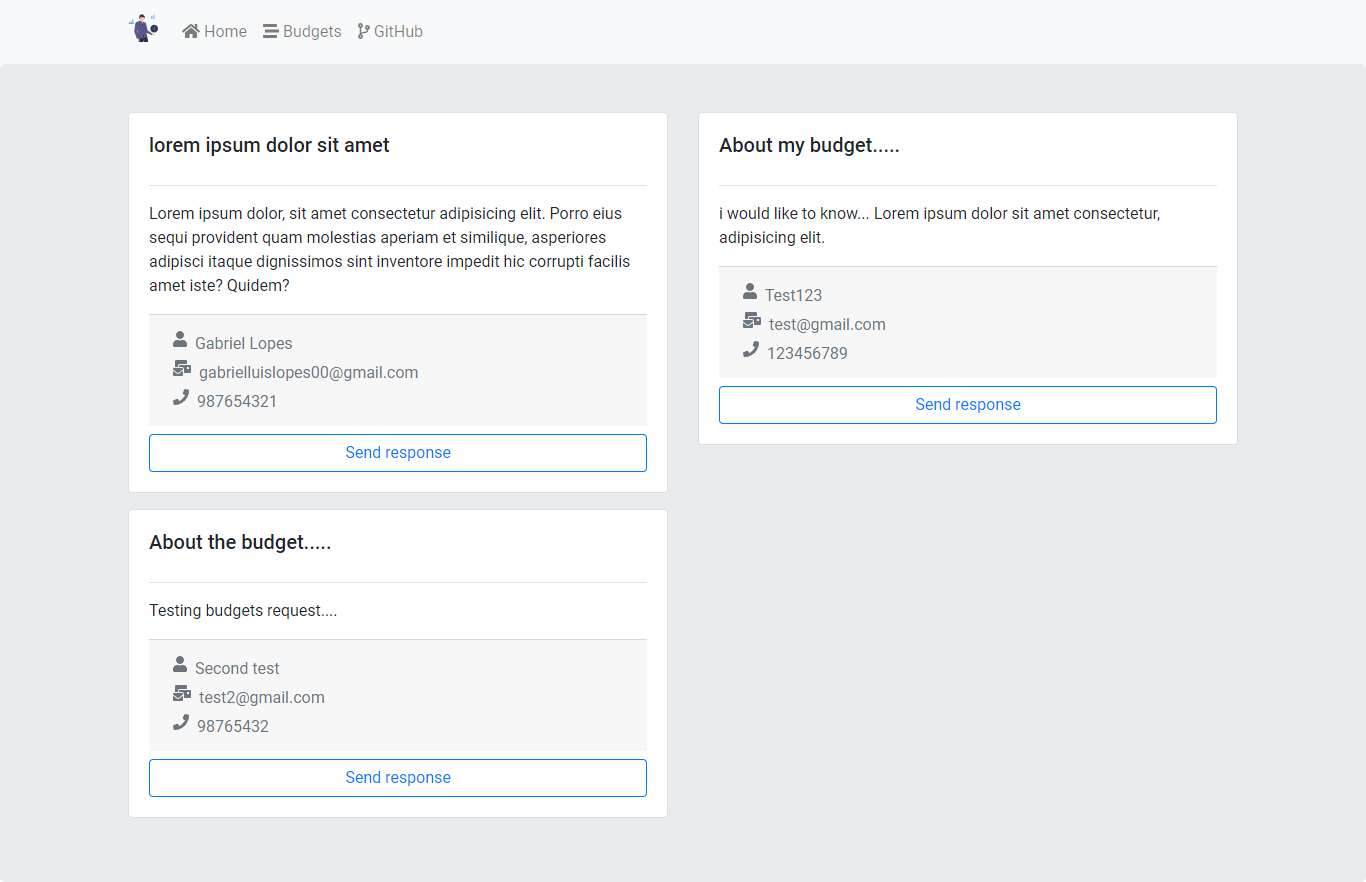 Home Budgets GitHub
lorem ipsum dolor sit amet
Lorem ipsum dolor, sit amet consectetur adipisicing elit. Porro eius
sequi provident quam molestias aperiam et similique, asperiores
adipisci itaque dignissimos sint inventore impedit hic corrupti facilis
amet iste? Quidem?
Gabriel Lopes
gabrielluislopes00@gmail.com
987654321
Send response
About my budget.....
i would like to know... Lorem ipsum dolor sit amet consectetur,
adipisicing elit.
Test123
test@gmail.com
123456789
Send response
About the budget.....
Testing budgets request....
Second test
test2@gmail.com
98765432
Send response